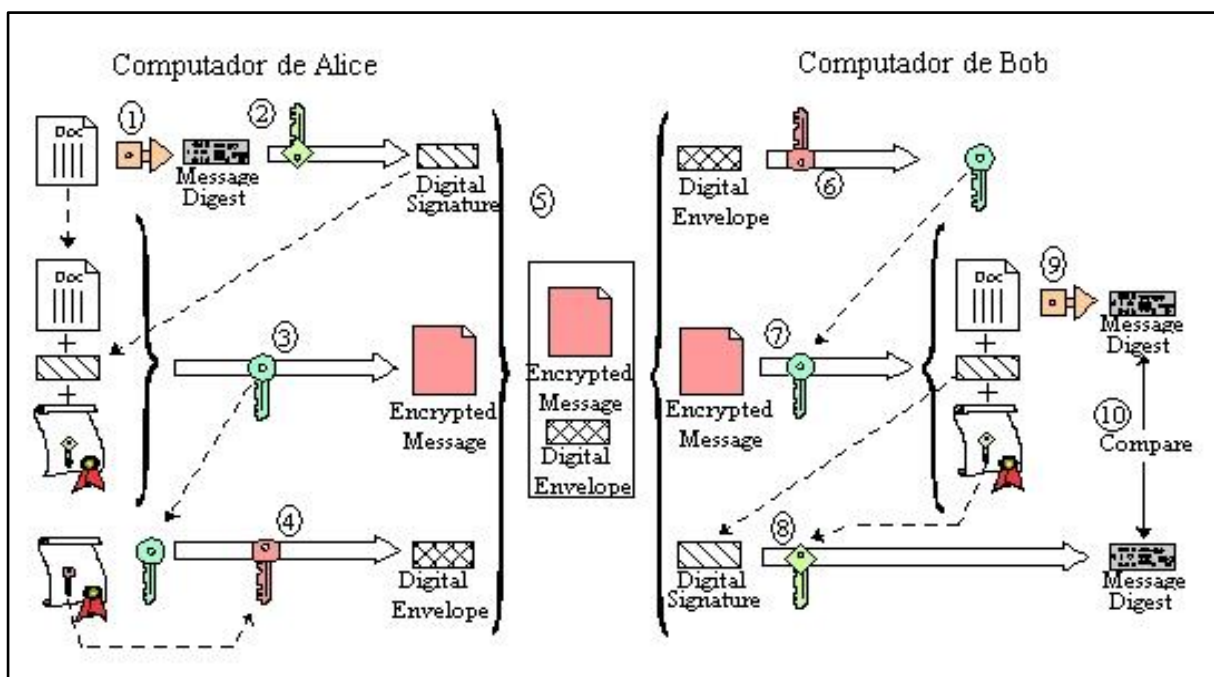 Computador de Alice
Doc
1
Message
Digest
2
Digital
Signature
Doc
+
+
3
Encrypted
Message
4
Digital
Envelope
5
Encrypted
Message
Digital
Envelope
Computador de Bob
Digital
Envelope
6
Encrypted
Message
7
Doc
+
+
9
Message
Digest
10
Compare
Digital
Signature
8
Message
Digest